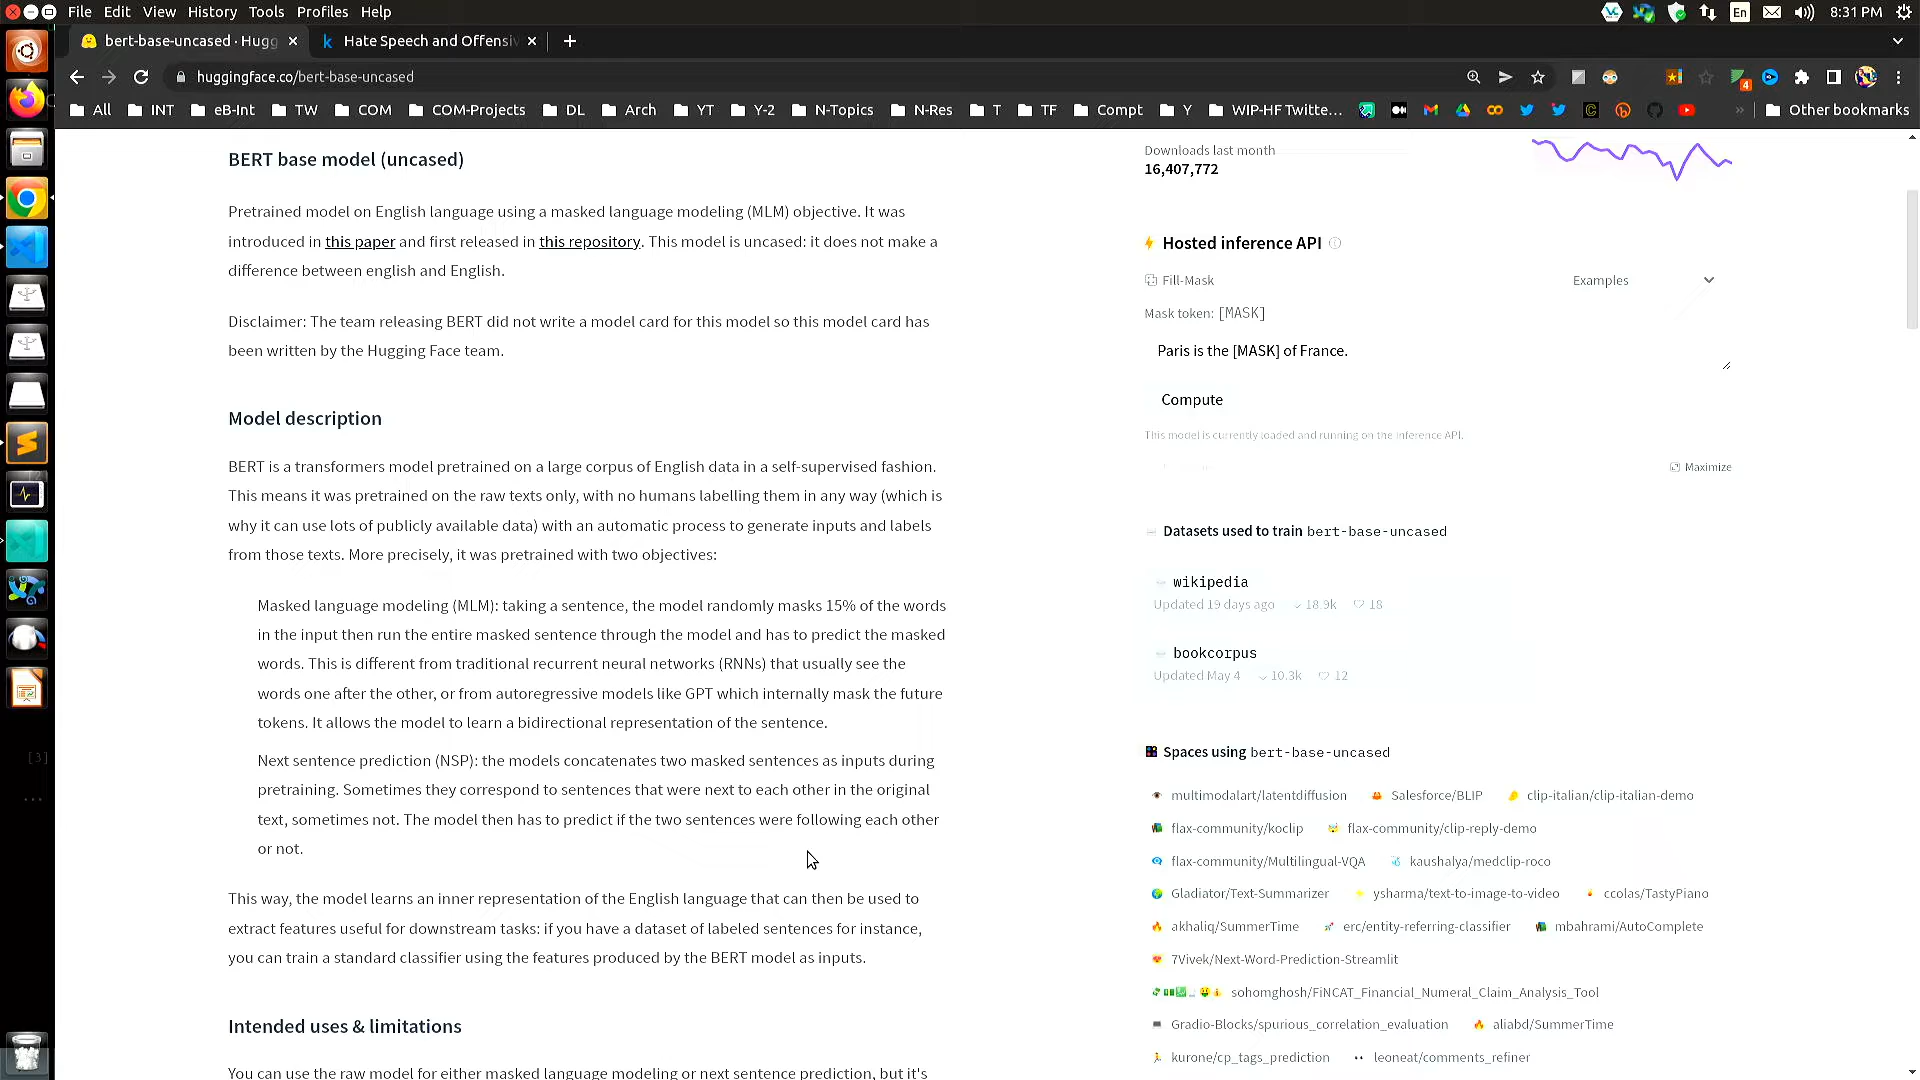 File Edit View History Tools Profiles Help
En 8:31 PM
bert-base-uncased · Hugg
Hate Speech and Offensiv
huggingface.co/bert-base-uncased
All INT eB-Int TW COM COM-Projects DL Arch YT Y-2 N-Topics N-Res T TF Compt Y WIP-HF Twitte... » Other bookmarks
BERT base model (uncased)
Pretrained model on English language using a masked language modeling (MLM) objective. It was
introduced in this paper and first released in this repository. This model is uncased: it does not make a
difference between english and English.
Disclaimer: The team releasing BERT did not write a model card for this model so this model card has
been written by the Hugging Face team.
Model description
BERT is a transformers model pretrained on a large corpus of English data in a self-supervised fashion.
This means it was pretrained on the raw texts only, with no humans labelling them in any way (which is
why it can use lots of publicly available data) with an automatic process to generate inputs and labels
from those texts. More precisely, it was pretrained with two objectives:
Masked language modeling (MLM): taking a sentence, the model randomly masks 15% of the words
in the input then run the entire masked sentence through the model and has to predict the masked
words. This is different from traditional recurrent neural networks (RNNs) that usually see the
words one after the other, or from autoregressive models like GPT which internally mask the future
tokens. It allows the model to learn a bidirectional representation of the sentence.
Next sentence prediction (NSP): the models concatenates two masked sentences as inputs during
pretraining. Sometimes they correspond to sentences that were next to each other in the original
text, sometimes not. The model then has to predict if the two sentences were following each other
or not.
This way, the model learns an inner representation of the English language that can then be used to
extract features useful for downstream tasks: if you have a dataset of labeled sentences for instance,
you can train a standard classifier using the features produced by the BERT model as inputs.
Intended uses & limitations
You can use the raw model for either masked language modeling or next sentence prediction, but it's
Downloads last month
16,407,772
Hosted inference API
Fill-Mask Examples
Mask token: [MASK]
Paris is the [MASK] of France.
Compute
This model is currently loaded and running on the Inference API.
Maximize
Datasets used to train bert-base-uncased
wikipedia
Updated 19 days ago 18.9k 18
bookcorpus
Updated May 4 10.3k 12
Spaces using bert-base-uncased
multimodalart/latentdiffusion Salesforce/BLIP clip-italian/clip-italian-demo
flax-community/koclip flax-community/clip-reply-demo
flax-community/Multilingual-VQA kaushalya/medclip-roco
Gladiator/Text-Summarizer ysharma/text-to-image-to-video ccolas/TastyPiano
akhaliq/SummerTime erc/entity-referring-classifier mbahrami/AutoComplete
7Vivek/Next-Word-Prediction-Streamlit
sohomghosh/FiNCAT_Financial_Numeral_Claim_Analysis_Tool
Gradio-Blocks/spurious_correlation_evaluation aliabd/SummerTime
kurone/cp_tags_prediction leoneat/comments_refiner
[3]
...